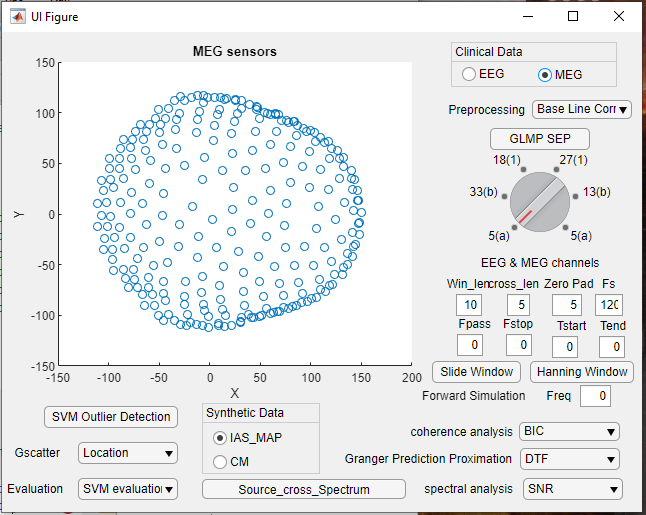 UI Figure
MEG sensors
150
100
50
0
-50
-100
-150
-150
-100
-50
0
50
100
150
200
X
Y
Clinical Data
EEG
MEG
Preprocessing
Base Line Corr
GLMP SEP
18(1)
27(1)
33(b)
13(b)
5(a)
5(a)
EEG & MEG channels
Win_len
cross_len
Zero Pad
Fs
10
5
5
120
Fpass
Fstop
Tstart
Tend
0
0
0
0
Slide Window
Hanning Window
Forward Simulation
Freq
0
SVM Outlier Detection
Synthetic Data
IAS_MAP
CM
Gscatter
Location
Evaluation
SVM evaluation
Source_cross_Spectrum
coherence analysis
BIC
Granger Prediction Proximation
DTF
spectral analysis
SNR